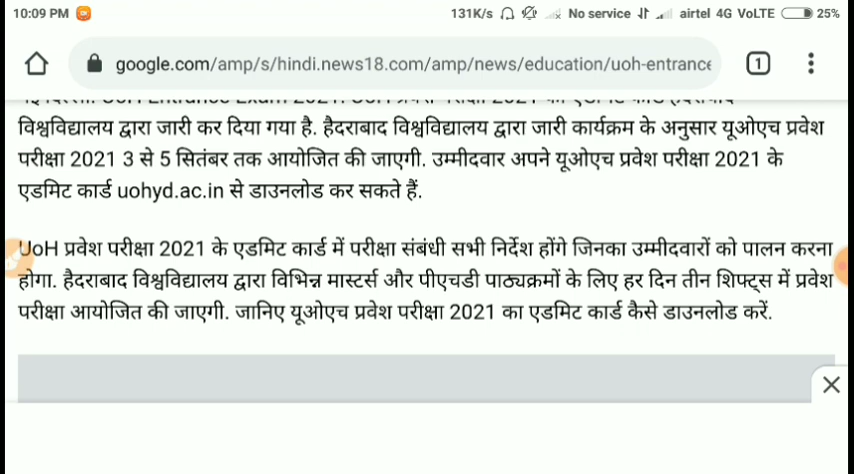 10:09 PM 131K/s No service airtel 4G VoLTE 25%
google.com/amp/s/hindi.news18.com/amp/news/education/uoh-entrance
1
विश्वविद्यालय द्वारा जारी कर दिया गया है. हैदराबाद विश्वविद्यालय द्वारा जारी कार्यक्रम के अनुसार यूओएच प्रवेश
परीक्षा 2021 3 से 5 सितंबर तक आयोजित की जाएगी. उम्मीदवार अपने यूओएच प्रवेश परीक्षा 2021 के
एडमिट कार्ड uohyd.ac.in से डाउनलोड कर सकते हैं.
UoH प्रवेश परीक्षा 2021 के एडमिट कार्ड में परीक्षा संबंधी सभी निर्देश होंगे जिनका उम्मीदवारों को पालन करना
होगा. हैदराबाद विश्वविद्यालय द्वारा विभिन्न मास्टर्स और पीएचडी पाठ्यक्रमों के लिए हर दिन तीन शिफ्ट्स में प्रवेश
परीक्षा आयोजित की जाएगी. जानिए यूओएच प्रवेश परीक्षा 2021 का एडमिट कार्ड कैसे डाउनलोड करें.